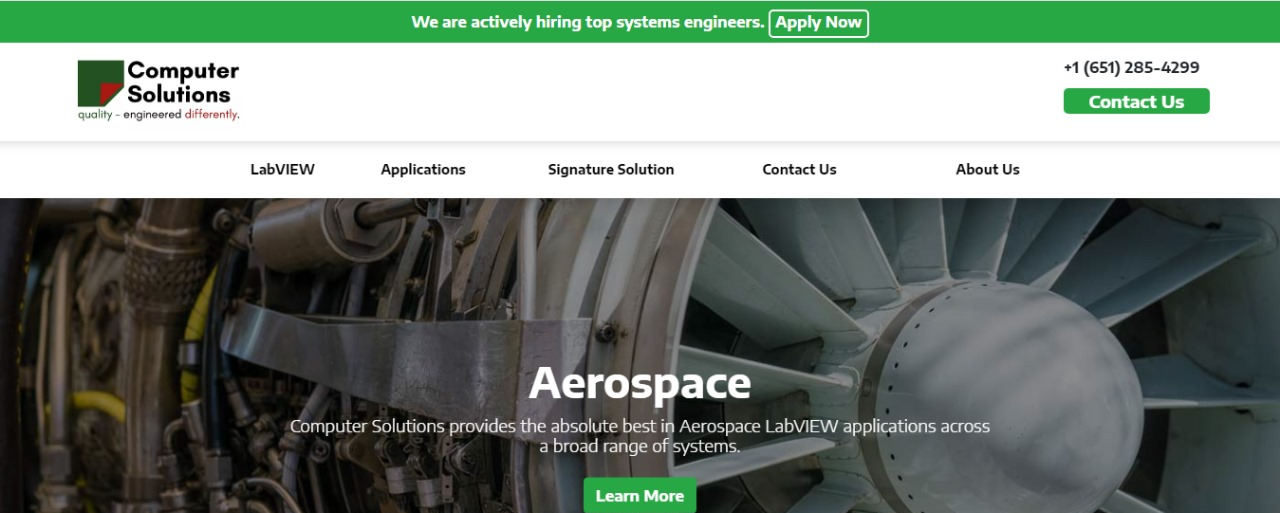 We are actively hiring top systems engineers. Apply Now
Computer
Solutions
quality - engineered differently.
+1 (651) 285-4299
Contact Us
LabVIEW Applications Signature Solution Contact Us About Us
Aerospace
Computer Solutions provides the absolute best in Aerospace LabVIEW applications across
a broad range of systems.
Learn More